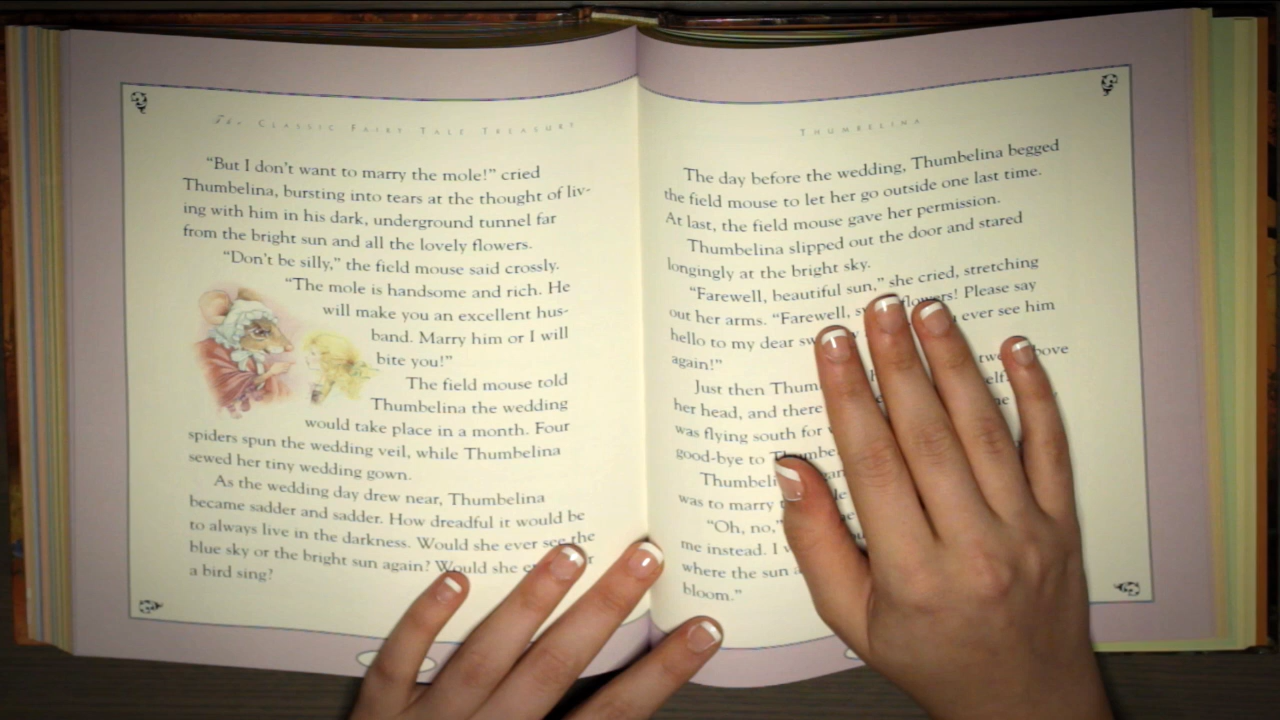 The Classic Fairy Tale Treasury
"But I don't want to marry the mole!" cried
Thumbelina, bursting into tears at the thought of liv-
ing with him in his dark, underground tunnel far
from the bright sun and all the lovely flowers.
"Don't be silly," the field mouse said crossly.
"The mole is handsome and rich. He
will make you an excellent hus-
band. Marry him or I will
bite you!"
The field mouse told
Thumbelina the wedding
would take place in a month. Four
spiders spun the wedding veil, while Thumbelina
sewed her tiny wedding gown.
As the wedding day drew near, Thumbelina
became sadder and sadder. How dreadful it would be
to always live in the darkness. Would she ever see the
blue sky or the bright sun again? Would she
a bird sing?
Thumbelina
The day before the wedding, Thumbelina begged
the field mouse to let her go outside one last time.
At last, the field mouse gave her permission.
Thumbelina slipped out the door and stared
longingly at the bright sky.
"Farewell, beautiful sun," she cried, stretching
out her arms. "Farewell, flowers! Please say
hello to my dear ever see him
again!"
Just then
her head, and there
was flying south for
good-bye to
was to marry
"Oh, no,"
me instead. I
where the sun
bloom."